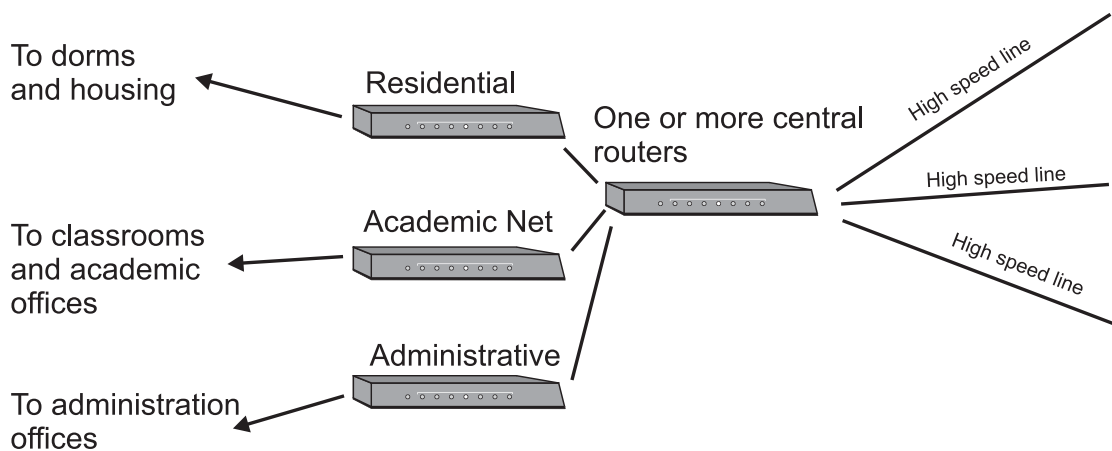 To dorms
and housing
Residential
One or more central
routers
High speed line
High speed line
High speed line
Academic Net
To classrooms
and academic
offices
Administrative
To administration
offices